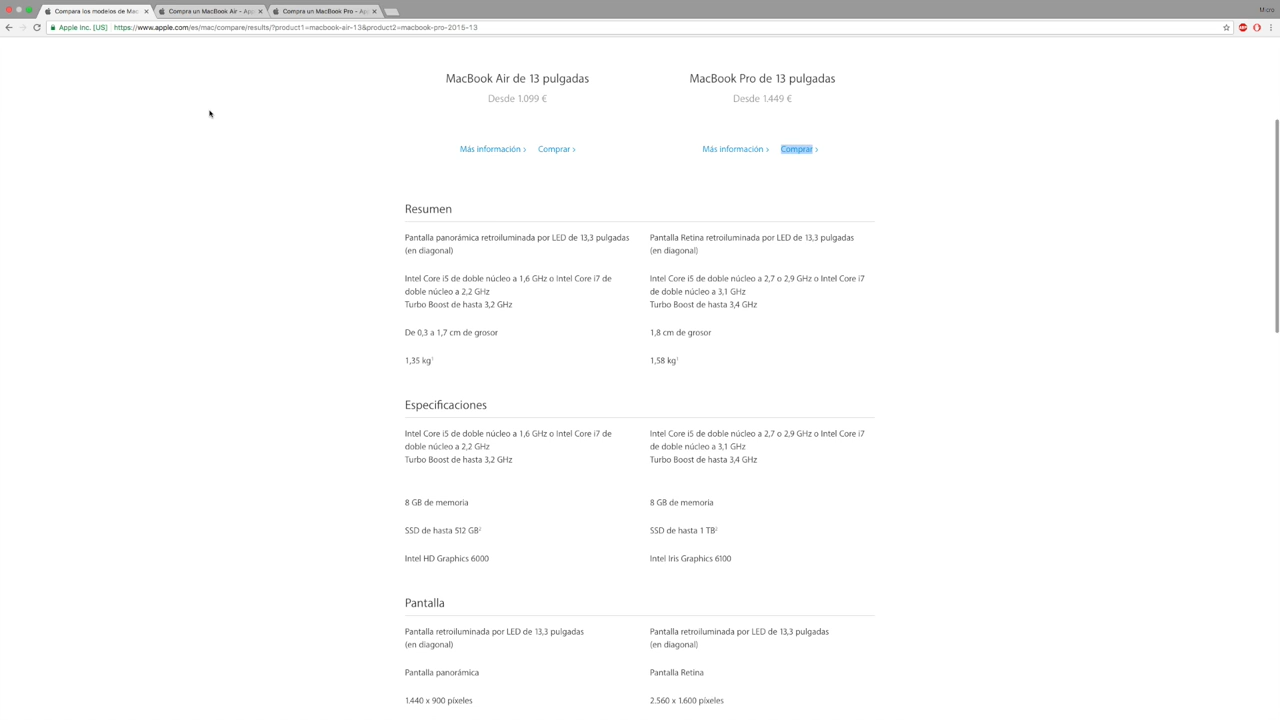 Compara los modelos de Mac
Compra un MacBook Air - App
Compra un MacBook Pro - App
Micro
Apple Inc. [US]
https://www.apple.com/es/mac/compare/results/?product1=macbook-air-13&product2=macbook-pro-2015-13
MacBook Air de 13 pulgadas
MacBook Pro de 13 pulgadas
Desde 1.099 €
Desde 1.449 €
Más información ›
Comprar ›
Más información ›
Comprar ›
Resumen
Pantalla panorámica retroiluminada por LED de 13,3 pulgadas
(en diagonal)
Pantalla Retina retroiluminada por LED de 13,3 pulgadas
(en diagonal)
Intel Core i5 de doble núcleo a 1,6 GHz o Intel Core i7 de
doble núcleo a 2,2 GHz
Turbo Boost de hasta 3,2 GHz
Intel Core i5 de doble núcleo a 2,7 o 2,9 GHz o Intel Core i7
de doble núcleo a 3,1 GHz
Turbo Boost de hasta 3,4 GHz
De 0,3 a 1,7 cm de grosor
1,8 cm de grosor
1,35 kg¹
1,58 kg¹
Especificaciones
Intel Core i5 de doble núcleo a 1,6 GHz o Intel Core i7 de
doble núcleo a 2,2 GHz
Turbo Boost de hasta 3,2 GHz
Intel Core i5 de doble núcleo a 2,7 o 2,9 GHz o Intel Core i7
de doble núcleo a 3,1 GHz
Turbo Boost de hasta 3,4 GHz
8 GB de memoria
8 GB de memoria
SSD de hasta 512 GB²
SSD de hasta 1 TB²
Intel HD Graphics 6000
Intel Iris Graphics 6100
Pantalla
Pantalla retroiluminada por LED de 13,3 pulgadas
(en diagonal)
Pantalla retroiluminada por LED de 13,3 pulgadas
(en diagonal)
Pantalla panorámica
Pantalla Retina
1.440 x 900 píxeles
2.560 x 1.600 píxeles